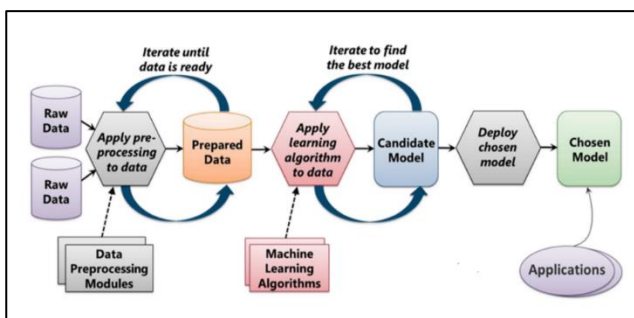 Iterate until
data is ready
Iterate to find
the best model
Raw
Data
Raw
Data
Apply pre-
processing
to data
Prepared
Data
Apply
learning
algorithm
to data
Candidate
Model
Deploy
chosen
model
Chosen
Model
Data
Preprocessing
Modules
Machine
Learning
Algorithms
Applications